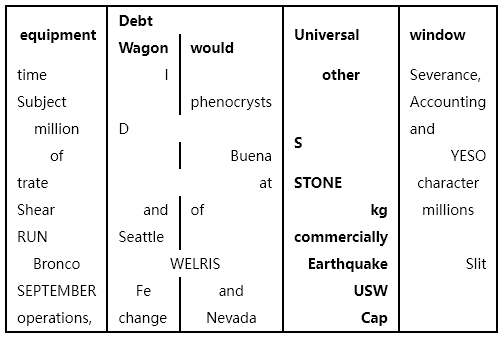 equipment Debt Universal window
Wagon would
time I other Severance,
Subject phenocrysts Accounting
million D S and
of Buena YESO
trate at STONE character
Shear and of kg millions
RUN Seattle commercially
Bronco WELRIS Earthquake Slit
SEPTEMBER Fe and USW
operations, change Nevada Cap